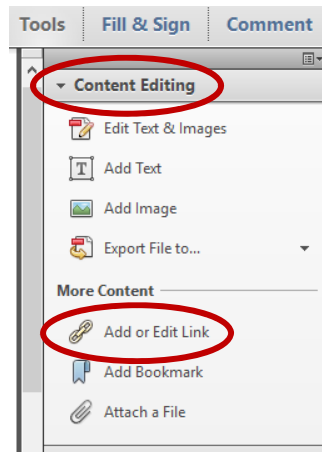 Tools Fill & Sign Comment
Content Editing
Edit Text & Images
T Add Text
Add Image
Export File to...
More Content
Add or Edit Link
Add Bookmark
Attach a File